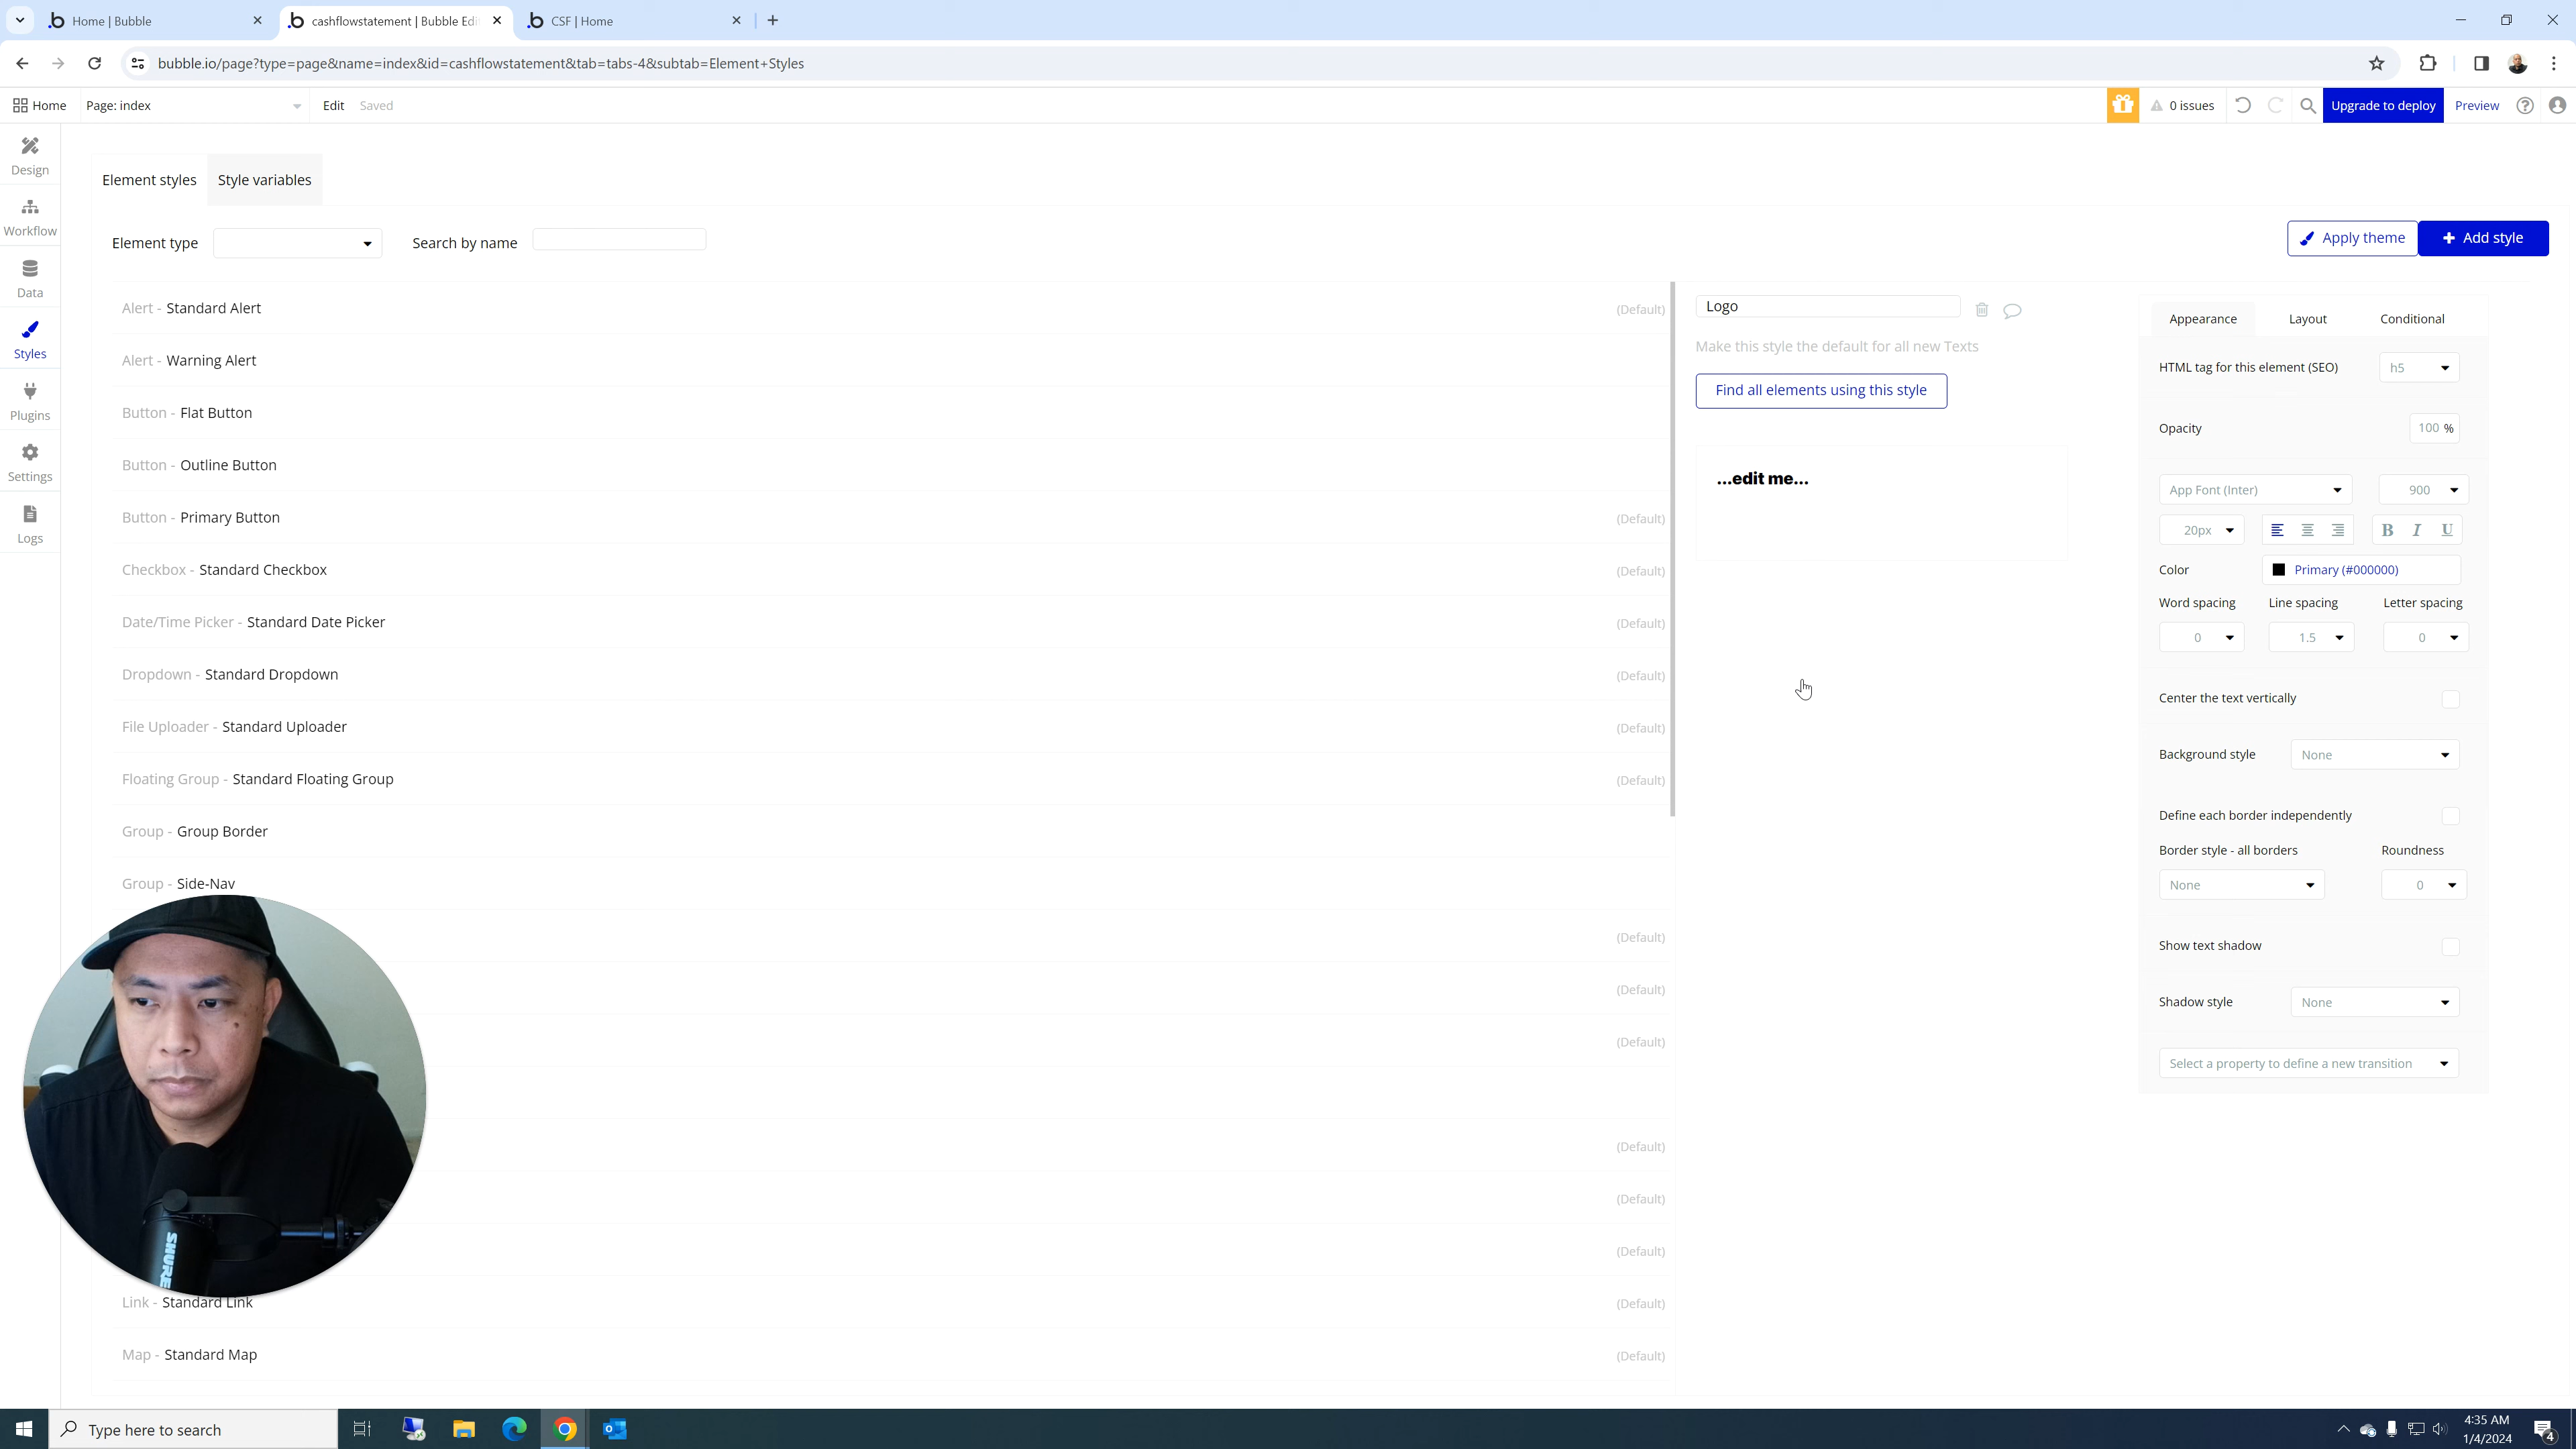 Home | Bubble
cashflowstatement | Bubble Edi
CSF | Home
bubble.io/page?type=page&name=index&id=cashflowstatement&tab=tabs-4&subtab=Element+Styles
Home
Page: index
Edit
Saved
0 issues
Upgrade to deploy
Preview
Design
Workflow
Data
Styles
Plugins
Settings
Logs
Element styles
Style variables
Element type
Search by name
Apply theme
+ Add style
Alert - Standard Alert (Default)
Alert - Warning Alert
Button - Flat Button
Button - Outline Button
Button - Primary Button (Default)
Checkbox - Standard Checkbox (Default)
Date/Time Picker - Standard Date Picker (Default)
Dropdown - Standard Dropdown (Default)
File Uploader - Standard Uploader (Default)
Floating Group - Standard Floating Group (Default)
Group - Group Border
Group - Side-Nav
(Default)
(Default)
(Default)
(Default)
(Default)
(Default)
Link - Standard Link (Default)
Map - Standard Map (Default)
Logo
Make this style the default for all new Texts
Find all elements using this style
...edit me...
Appearance
Layout
Conditional
HTML tag for this element (SEO) h5
Opacity 100 %
App Font (Inter) 900
20px B I U
Color Primary (#000000)
Word spacing Line spacing Letter spacing
0 1.5 0
Center the text vertically
Background style None
Define each border independently
Border style - all borders Roundness
None 0
Show text shadow
Shadow style None
Select a property to define a new transition
SHURE
Type here to search
4:35 AM
1/4/2024
4